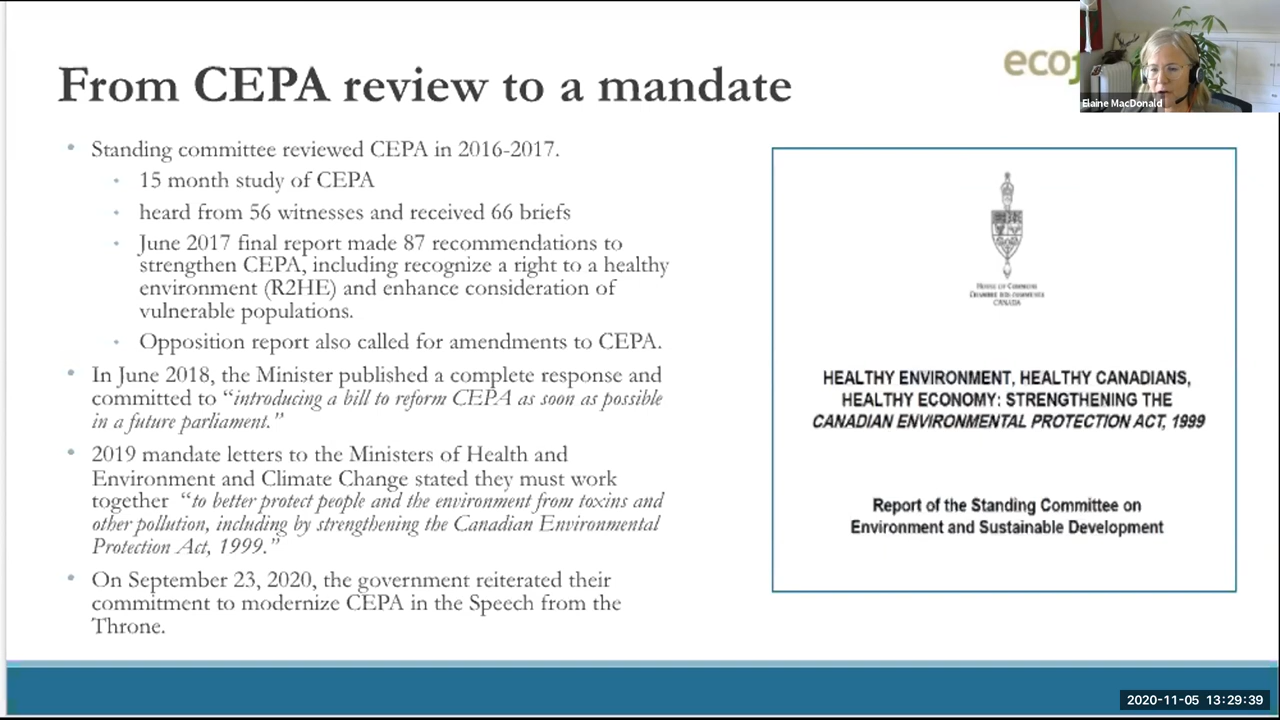 From CEPA review to a mandate
eco
Elaine MacDonald
• Standing committee reviewed CEPA in 2016-2017.
• 15 month study of CEPA
• heard from 56 witnesses and received 66 briefs
• June 2017 final report made 87 recommendations to
strengthen CEPA, including recognize a right to a healthy
environment (R2HE) and enhance consideration of
vulnerable populations.
• Opposition report also called for amendments to CEPA.
• In June 2018, the Minister published a complete response and
committed to “introducing a bill to reform CEPA as soon as possible
in a future parliament.”
• 2019 mandate letters to the Ministers of Health and
Environment and Climate Change stated they must work
together “to better protect people and the environment from toxins and
other pollution, including by strengthening the Canadian Environmental
Protection Act, 1999.”
• On September 23, 2020, the government reiterated their
commitment to modernize CEPA in the Speech from the
Throne.
HOUSE OF COMMONS
CHAMBRE DES COMMUNES
CANADA
HEALTHY ENVIRONMENT, HEALTHY CANADIANS,
HEALTHY ECONOMY: STRENGTHENING THE
CANADIAN ENVIRONMENTAL PROTECTION ACT, 1999
Report of the Standing Committee on
Environment and Sustainable Development
2020-11-05 13:29:39